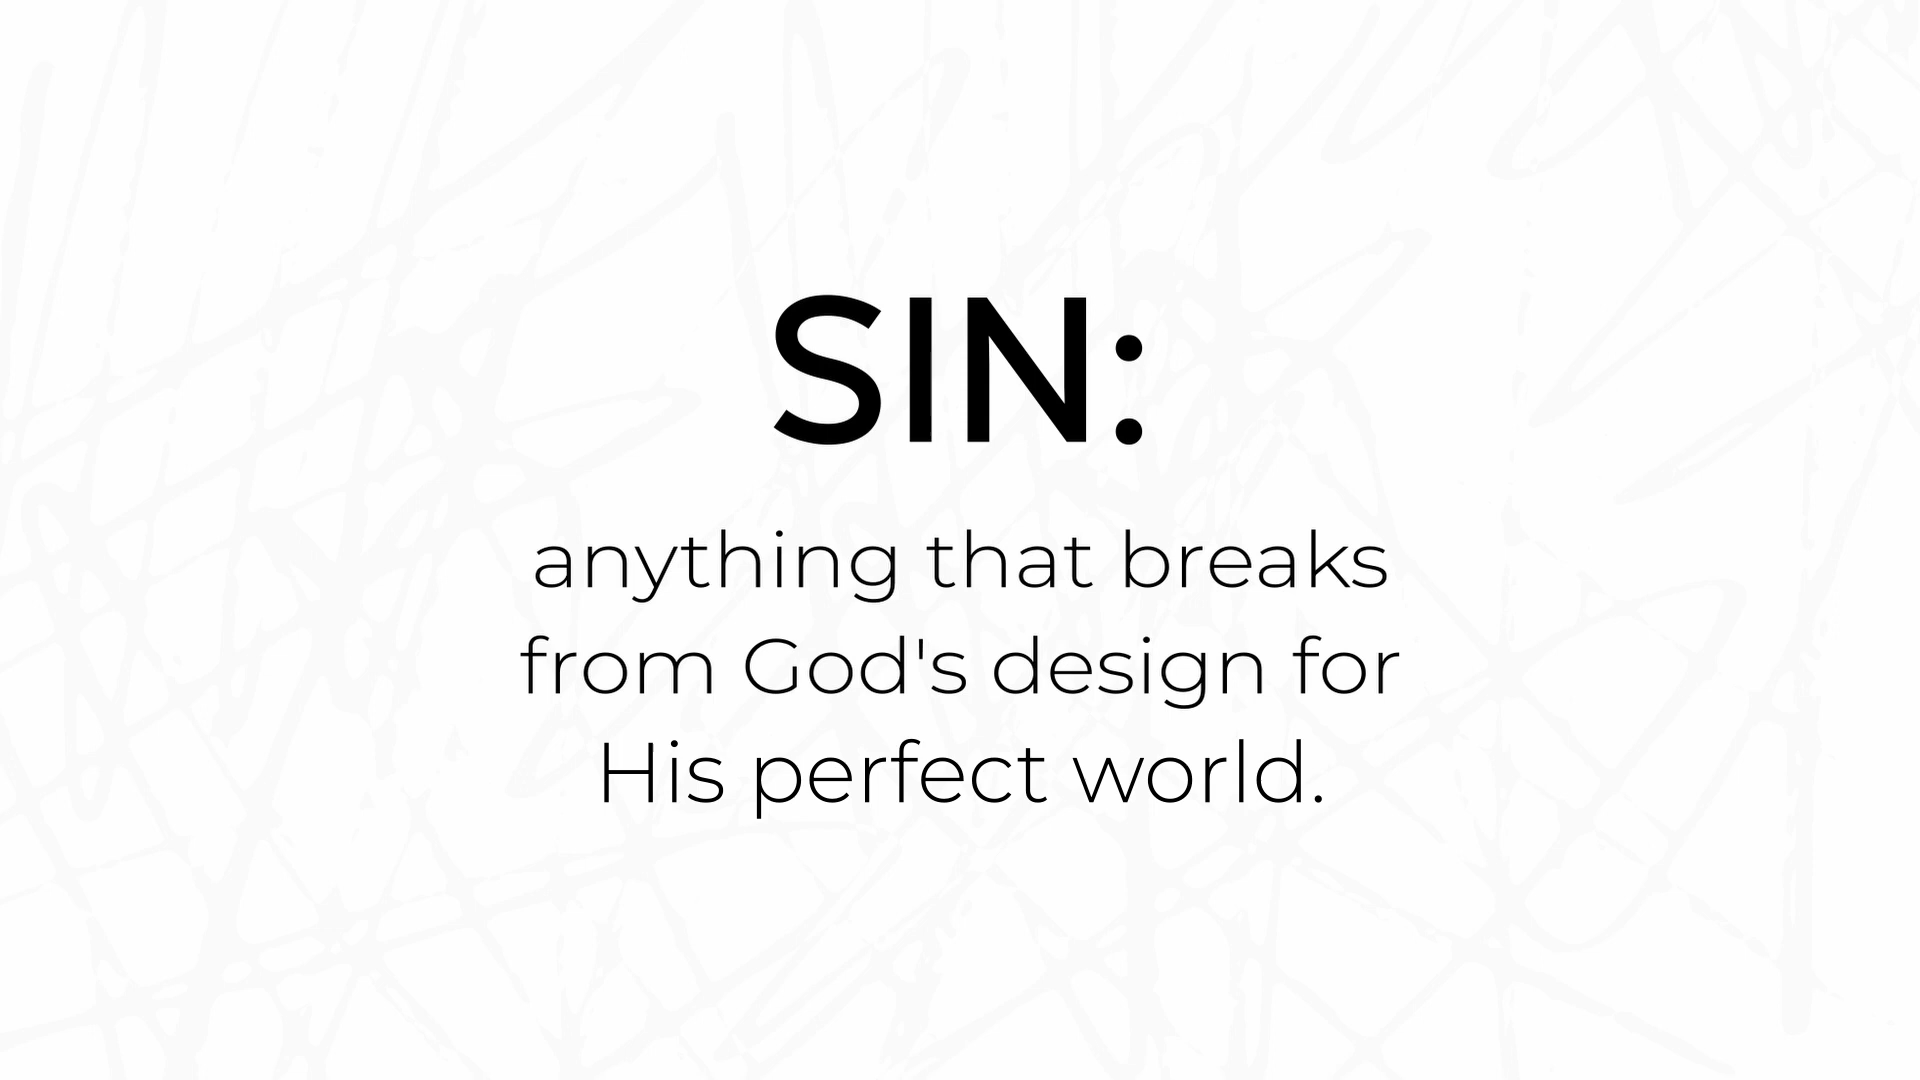 SIN:
anything that breaks
from God's design for
His perfect world.